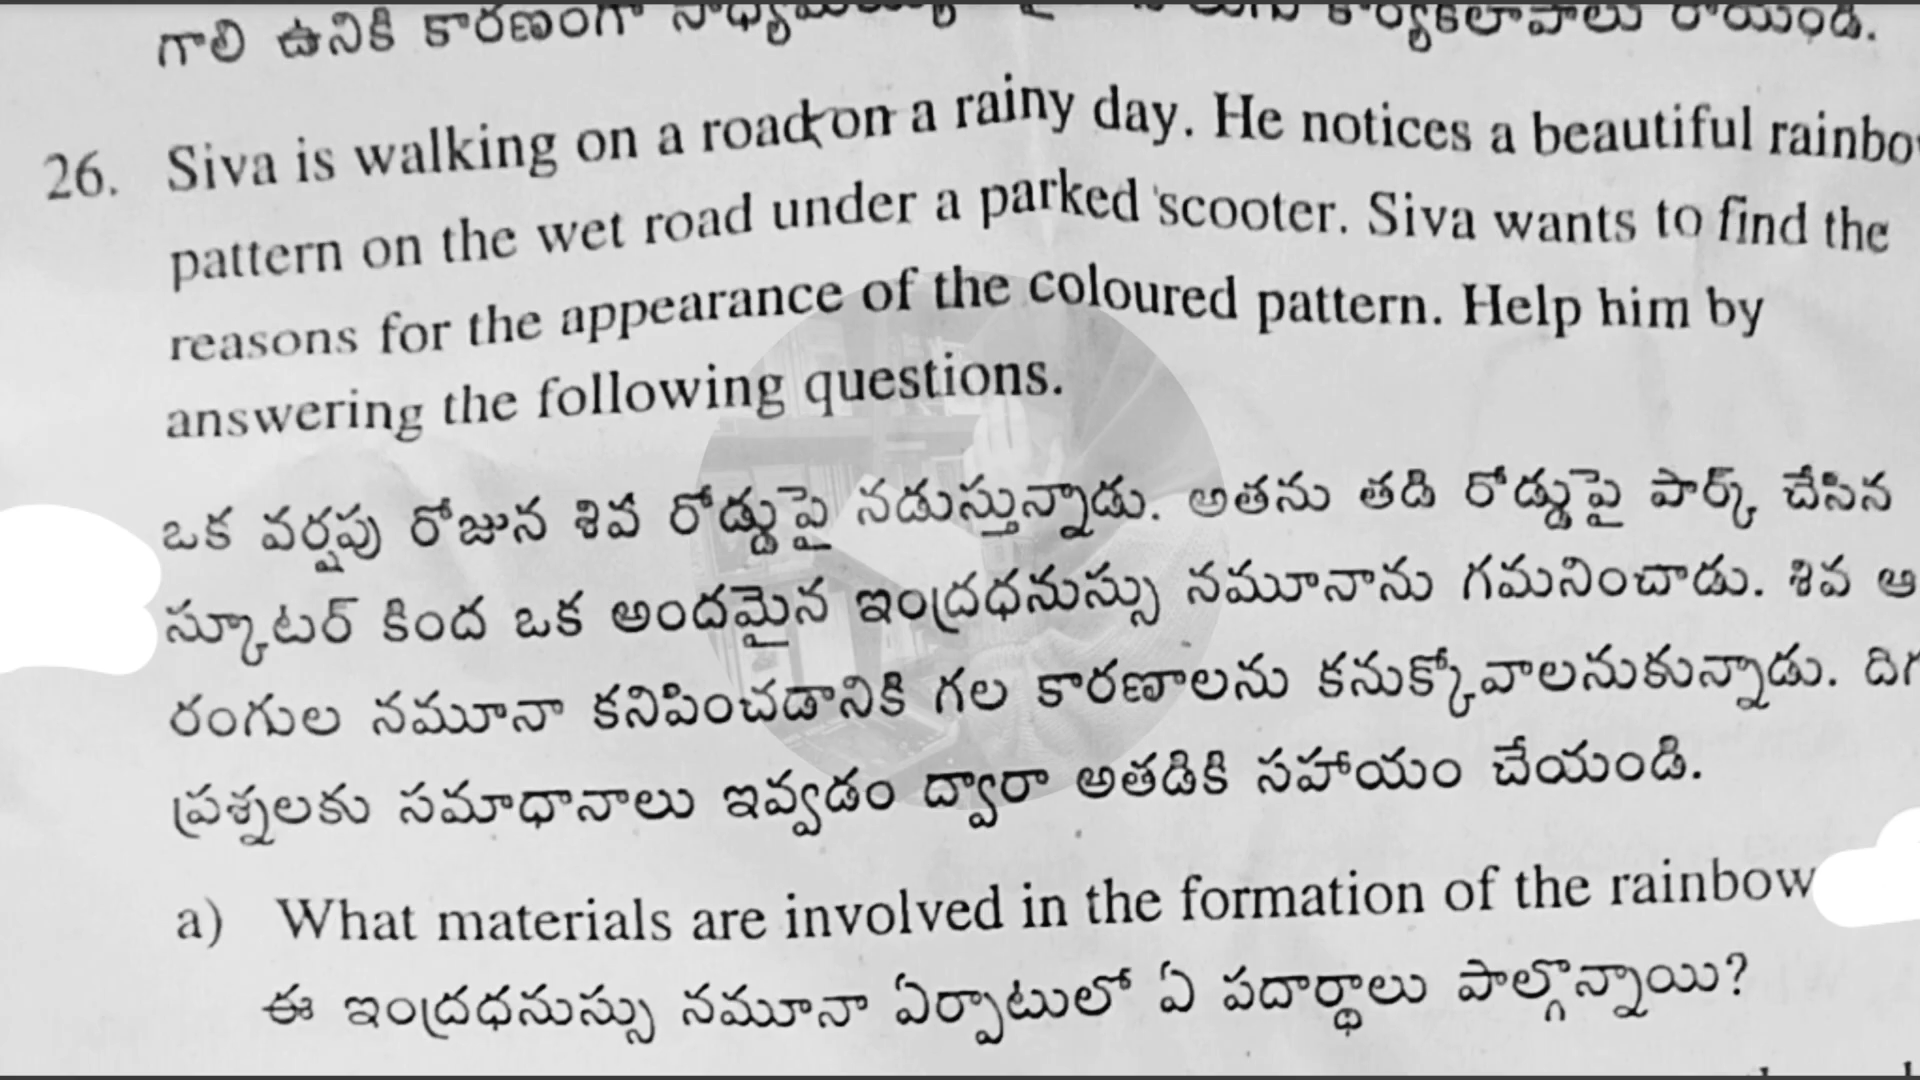 గాలి ఉనికి కారణంగా కార్యకలాపాలు రాయండి.
26. Siva is walking on a road on a rainy day. He notices a beautiful
pattern on the wet road under a parked scooter. Siva wants to find the
reasons for the appearance of the coloured pattern. Help him by
answering the following questions.
ఒక వర్షపు రోజున శివ రోడ్డుపై నడుస్తున్నాడు. అతను తడి రోడ్డుపై పార్క్ చేసిన
స్కూటర్ కింద ఒక అందమైన ఇంద్రధనుస్సు నమూనాను గమనించాడు. శివ ఆ
రంగుల నమూనా కనిపించడానికి గల కారణాలను కనుక్కోవాలనుకున్నాడు.
ప్రశ్నలకు సమాధానాలు ఇవ్వడం ద్వారా అతడికి సహాయం చేయండి.
a) What materials are involved in the formation of the rainbow
ఈ ఇంద్రధనుస్సు నమూనా ఏర్పాటులో ఏ పదార్థాలు పాల్గొన్నాయి?